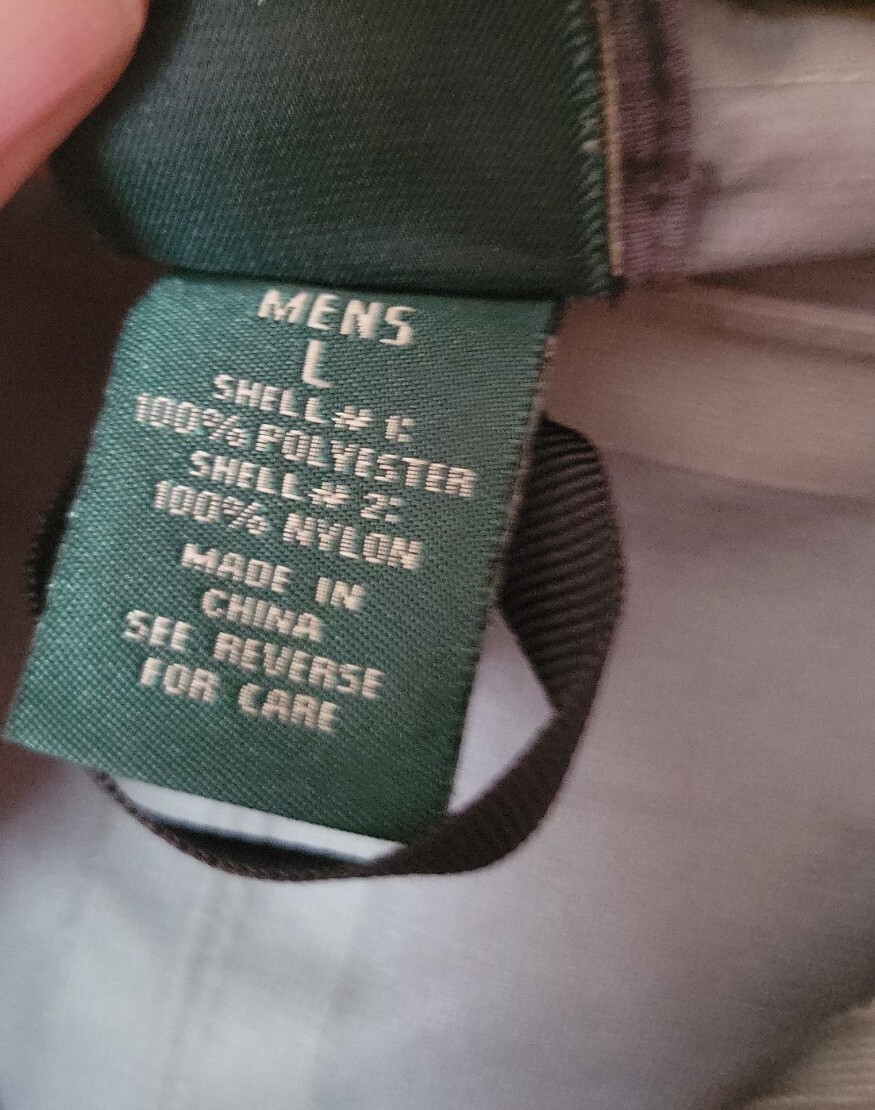 MENS
L
SHELL# 1:
100% POLYESTER
SHELL# 2:
100% NYLON
MADE IN
CHINA
SEE REVERSE
FOR CARE